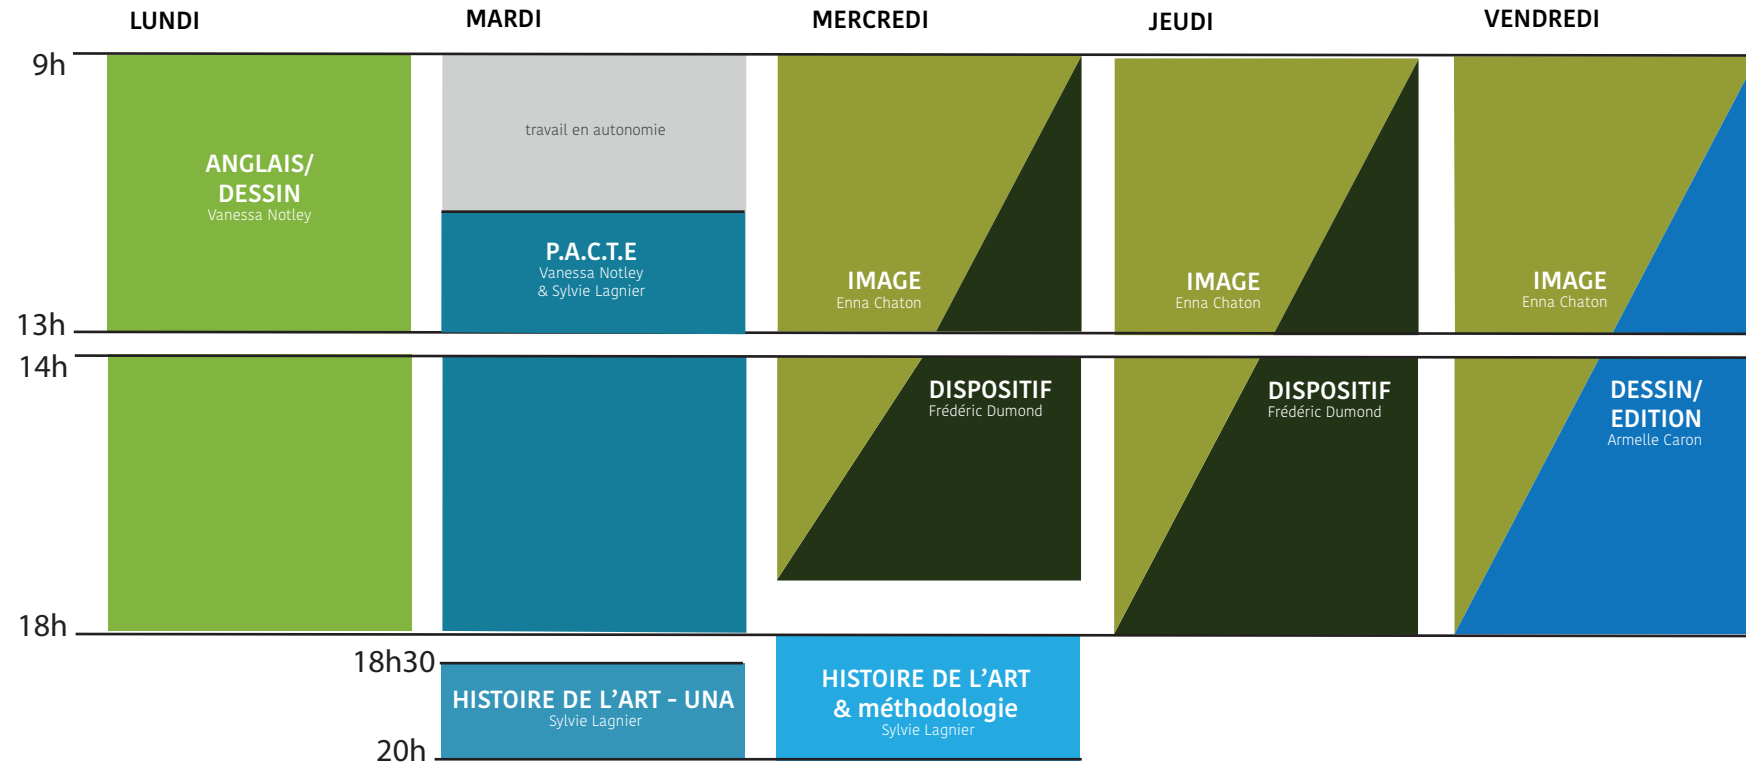 LUNDI
MARDI
MERCREDI
JEUDI
VENDREDI
9h
13h
14h
18h
18h30
20h
ANGLAIS/
DESSIN
Vanessa Notley
travail en autonomie
P.A.C.T.E
Vanessa Notley
& Sylvie Lagnier
HISTOIRE DE L’ART - UNA
Sylvie Lagnier
IMAGE
Enna Chaton
DISPOSITIF
Frédéric Dumond
HISTOIRE DE L’ART
& méthodologie
Sylvie Lagnier
IMAGE
Enna Chaton
DISPOSITIF
Frédéric Dumond
IMAGE
Enna Chaton
DESSIN/
EDITION
Armelle Caron